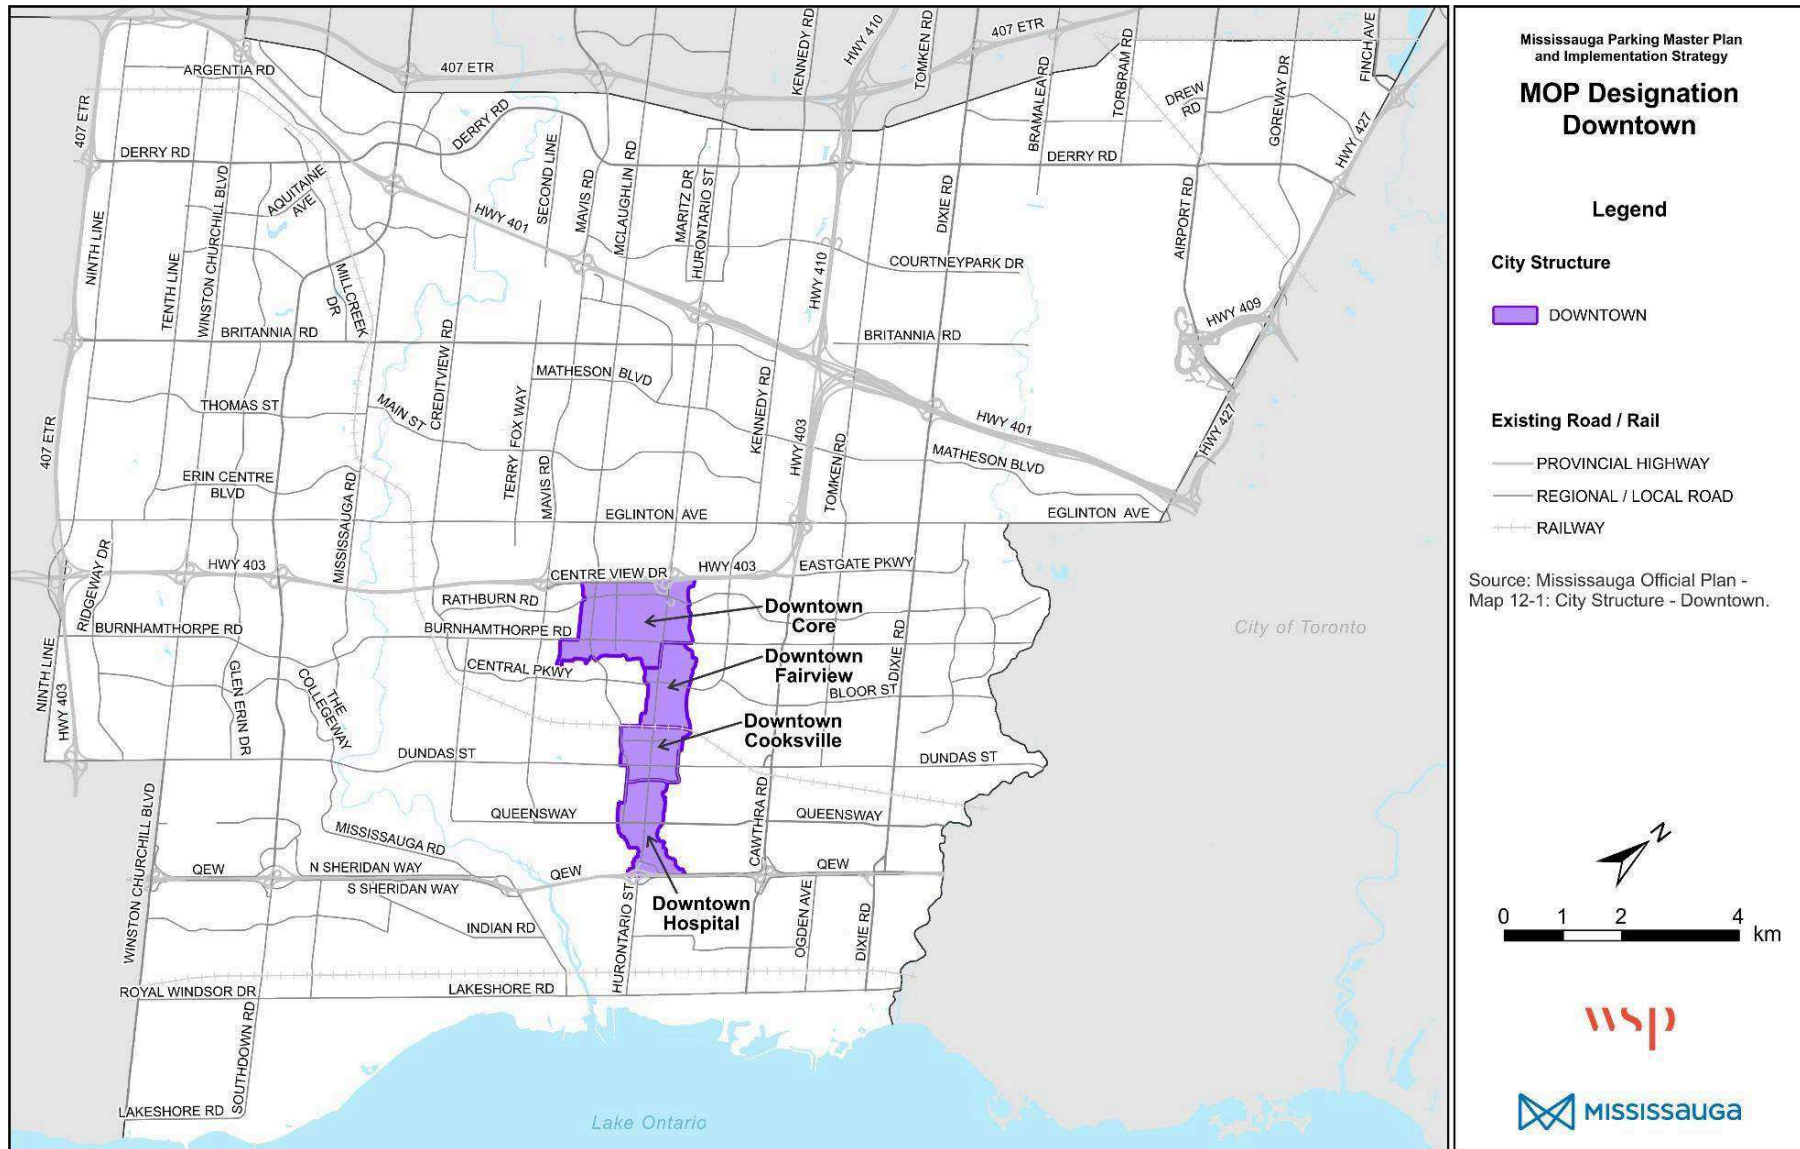 407 ETR
HWY 410
KENNEDY RD
TOMKEN RD
407 ETR
FINCH AVE
ARGENTIA RD
407 ETR
DERRY RD
BRAMALEA RD
TORBRAM RD
DREW
RD
GOREWAY DR
HWY 427
DERRY RD
DERRY RD
AQUITAINE
AVE
WINSTON CHURCHILL BLVD
SECOND LINE
MAVIS RD
MCLAUGHLIN RD
MARITZ DR
HURONTARIO ST
DIXIE RD
AIRPORT RD
NINTH LINE
TENTH LINE
HWY 401
HWY 410
COURTNEYPARK DR
MILLCREEK
DR
HWY 409
BRITANNIA RD
BRITANNIA RD
CREDITVIEW RD
MATHESON BLVD
KENNEDY RD
THOMAS ST
MAIN ST
TERRY FOX WAY
HWY 403
TOMKEN RD
HWY 401
HWY 427
407 ETR
MATHESON BLVD
ERIN CENTRE
BLVD
MISSISSAUGA RD
MAVIS RD
EGLINTON AVE
EGLINTON AVE
RIDGEWAY DR
HWY 403
CENTRE VIEW DR
HWY 403
EASTGATE PKWY
RATHBURN RD
Downtown
Core
BURNHAMTHORPE RD
BURNHAMTHORPE RD
DIXIE RD
City of Toronto
NINTH LINE
HWY 403
GLEN ERIN DR
THE
COLLEGEWAY
CENTRAL PKWY
Downtown
Fairview
BLOOR ST
Downtown
Cooksville
DUNDAS ST
DUNDAS ST
WINSTON CHURCHILL BLVD
QUEENSWAY
CAWTHRA RD
QUEENSWAY
MISSISSAUGA RD
QEW
N SHERIDAN WAY
S SHERIDAN WAY
QEW
QEW
Downtown
Hospital
HURONTARIO ST
OGDEN AVE
DIXIE RD
INDIAN RD
ROYAL WINDSOR DR
LAKESHORE RD
SOUTHDOWN RD
LAKESHORE RD
Lake Ontario
Mississauga Parking Master Plan
and Implementation Strategy
MOP Designation
Downtown
Legend
City Structure
DOWNTOWN
Existing Road / Rail
PROVINCIAL HIGHWAY
REGIONAL / LOCAL ROAD
RAILWAY
Source: Mississauga Official Plan -
Map 12-1: City Structure - Downtown.
N
0 1 2 4
km
wsp
MISSISSAUGA